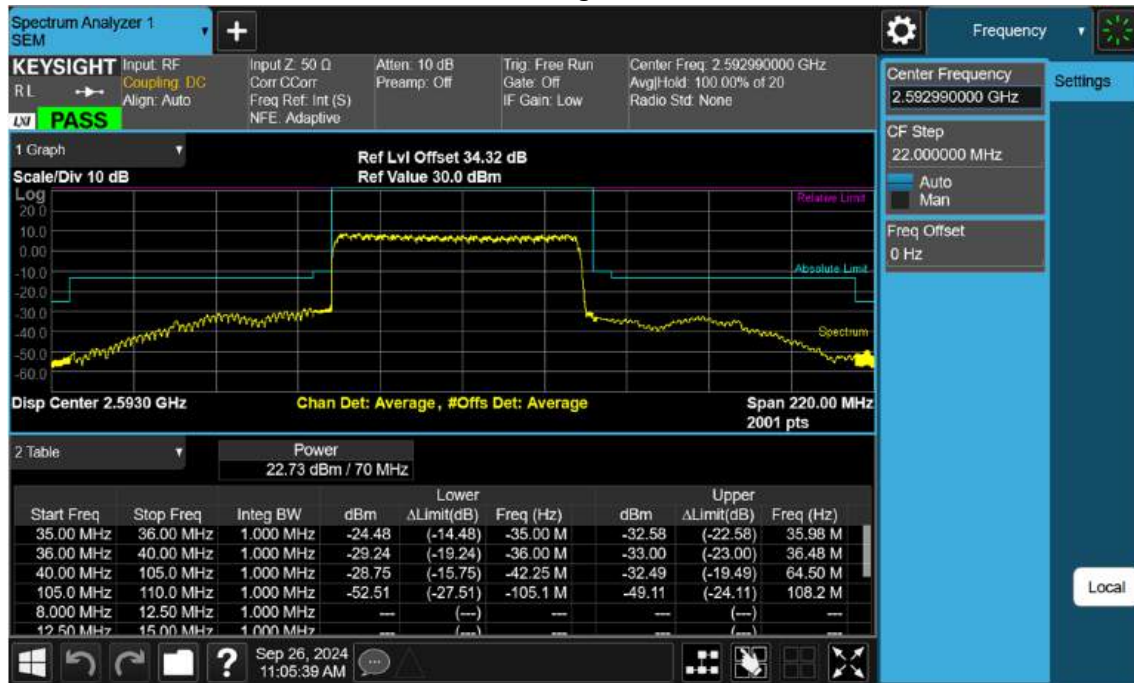 Spectrum Analyzer 1
SEM
Frequency
KEYSIGHT
RL
LXI
PASS
Input: RF
Coupling: DC
Align: Auto
Input Z: 50 Ω
Corr CCorr
Freq Ref: Int (S)
NFE: Adaptive
Atten: 10 dB
Preamp: Off
Trig: Free Run
Gate: Off
IF Gain: Low
Center Freq: 2.592990000 GHz
Avg|Hold: 100.00% of 20
Radio Std: None
Center Frequency
2.592990000 GHz
Settings
CF Step
22.000000 MHz
Auto
Man
Freq Offset
0 Hz
1 Graph
Scale/Div 10 dB
Ref Lvl Offset 34.32 dB
Ref Value 30.0 dBm
Log
20.0
10.0
0.00
-10.0
-20.0
-30.0
-40.0
-50.0
-60.0
Relative Limit
Absolute Limit
Spectrum
Disp Center 2.5930 GHz
Chan Det: Average, #Offs Det: Average
Span 220.00 MHz
2001 pts
2 Table
Power
22.73 dBm / 70 MHz
Lower Upper
Start Freq Stop Freq Integ BW dBm ΔLimit(dB) Freq (Hz) dBm ΔLimit(dB) Freq (Hz)
35.00 MHz 36.00 MHz 1.000 MHz -24.48 (-14.48) -35.00 M -32.58 (-22.58) 35.98 M
36.00 MHz 40.00 MHz 1.000 MHz -29.24 (-19.24) -36.00 M -33.00 (-23.00) 36.48 M
40.00 MHz 105.0 MHz 1.000 MHz -28.75 (-15.75) -42.25 M -32.49 (-19.49) 64.50 M
105.0 MHz 110.0 MHz 1.000 MHz -52.51 (-27.51) -105.1 M -49.11 (-24.11) 108.2 M
8.000 MHz 12.50 MHz 1.000 MHz --- (---) --- --- (---) ---
12.50 MHz 15.00 MHz 1.000 MHz --- (---) --- --- (---) ---
Local
?
Sep 26, 2024
11:05:39 AM